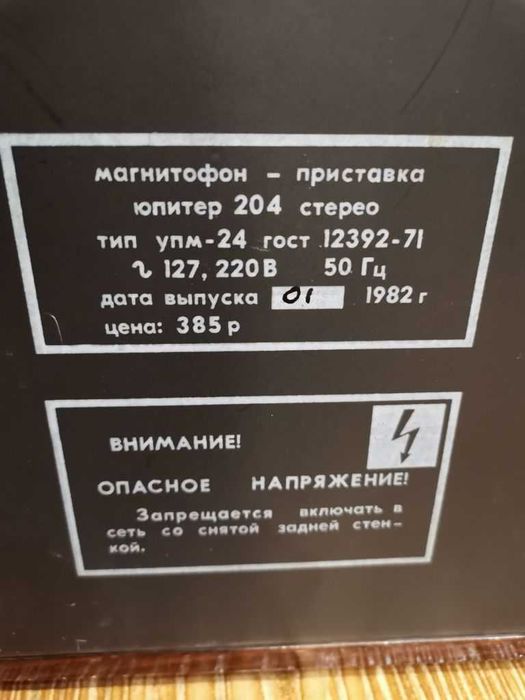 магнитофон – приставка
юпитер 204 стерео
тип упм-24 гост 12392-71
∿ 127, 220 В 50 Гц
дата выпуска 01 1982 г
цена: 385 р
ВНИМАНИЕ!
ОПАСНОЕ НАПРЯЖЕНИЕ!
Запрещается включать в
сеть со снятой задней стен-
кой.